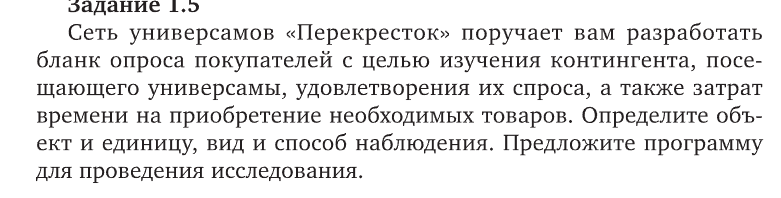 Задание 1.5
Сеть универсамов «Перекресток» поручает вам разработать
бланк опроса покупателей с целью изучения контингента, посе-
щающего универсамы, удовлетворения их спроса, а также затрат
времени на приобретение необходимых товаров. Определите объ-
ект и единицу, вид и способ наблюдения. Предложите программу
для проведения исследования.